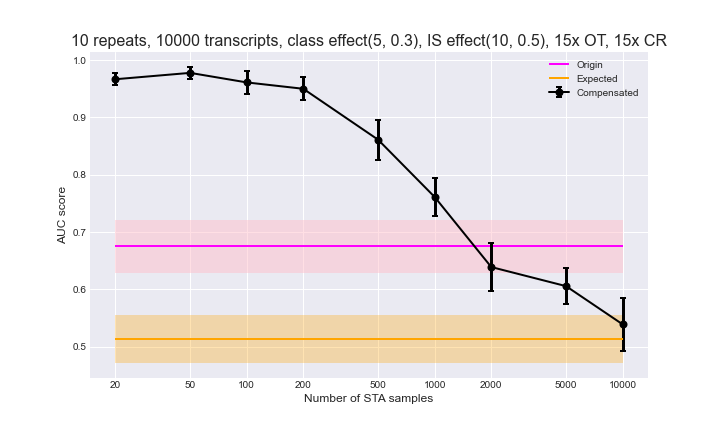 10 repeats, 10000 transcripts, class effect(5, 0.3), IS effect(10, 0.5), 15x OT, 15x CR
1.0
0.9
0.8
0.7
0.6
0.5
AUC score
Origin
Expected
Compensated
20 50 100 200 500 1000 2000 5000 10000
Number of STA samples